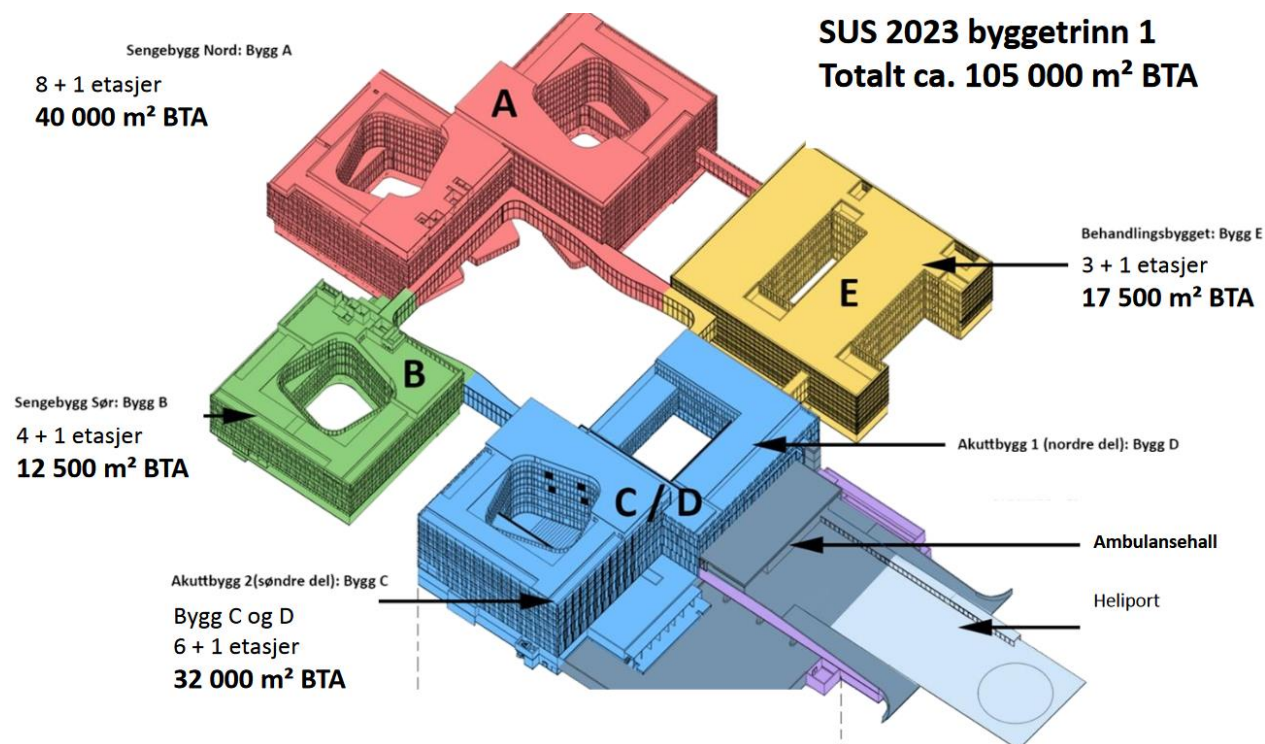 SUS 2023 byggetrinn 1
Totalt ca. 105 000 m² BTA
Sengebygg Nord: Bygg A
8 + 1 etasjer
40 000 m² BTA
A
Behandlingsbygget: Bygg E
3 + 1 etasjer
17 500 m² BTA
E
B
Sengebygg Sør: Bygg B
4 + 1 etasjer
12 500 m² BTA
Akuttbygg 1 (nordre del): Bygg D
C / D
Ambulansehall
Akuttbygg 2(søndre del): Bygg C
Bygg C og D
6 + 1 etasjer
32 000 m² BTA
Heliport